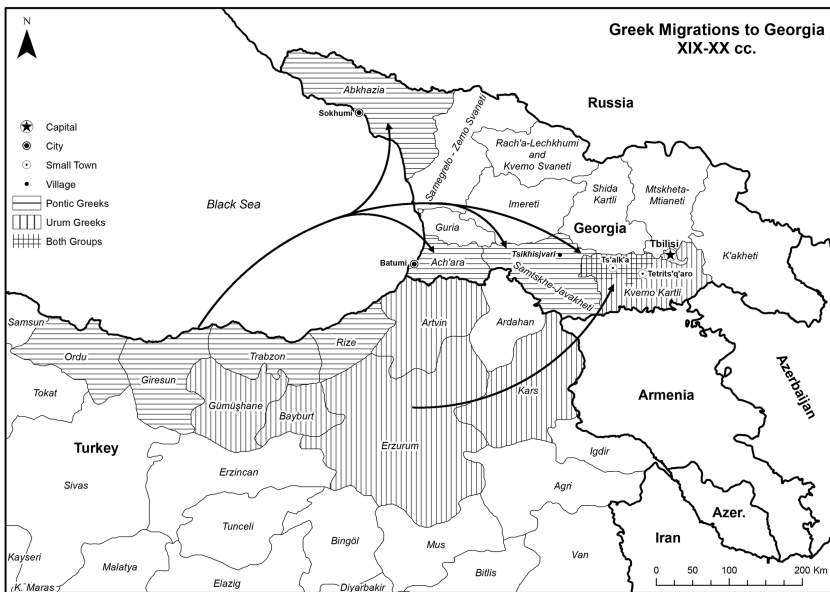 Greek Migrations to Georgia
XIX-XX cc.
N
Capital
City
Small Town
Village
Pontic Greeks
Urum Greeks
Both Groups
Abkhazia
Sokhumi
Russia
Samegrelo - Zemo Svaneti
Rach'a-Lechkhumi
and
Kvemo Svaneti
Black Sea
Imereti
Shida
Kartli
Mtskheta-
Mtianeti
Guria
Georgia
Tbilisi
K'akheti
Batumi
Ach'ara
Tsikhisjvari
Ts'alk'a
Tetrits'q'aro
Samtskhe-Javakheti
Kvemo Kartli
Samsun
Ordu
Giresun
Trabzon
Rize
Artvin
Ardahan
Tokat
Gümüşhane
Bayburt
Kars
Armenia
Azerbaijan
Turkey
Erzurum
Sivas
Erzincan
Igdir
Agri
Tunceli
Azer.
Iran
Bingöl
Mus
Kayseri
Malatya
Van
K. Maras
Elazig
Diyarbakir
Bitlis
0 50 100 200 Km